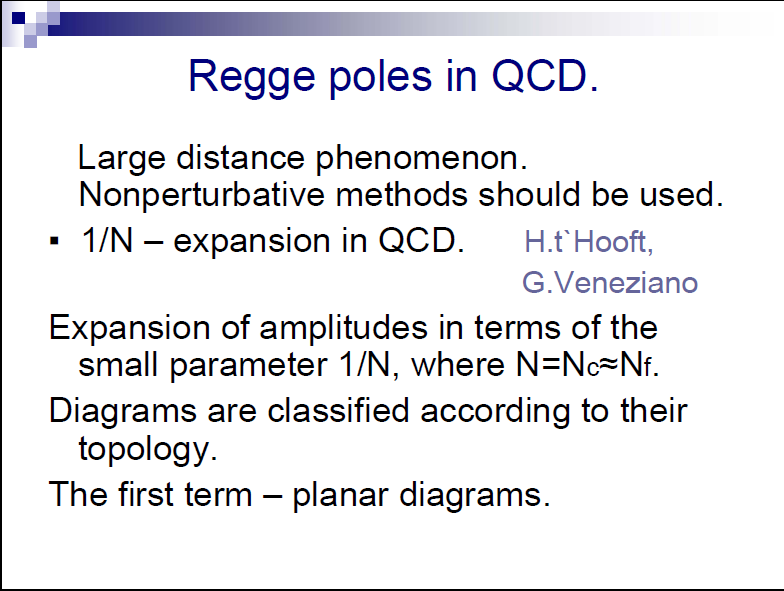 Regge poles in QCD.
Large distance phenomenon.
Nonperturbative methods should be used.
▪ 1/N – expansion in QCD. H.t`Hooft,
G.Veneziano
Expansion of amplitudes in terms of the
small parameter 1/N, where N=Nc≈Nf.
Diagrams are classified according to their
topology.
The first term – planar diagrams.